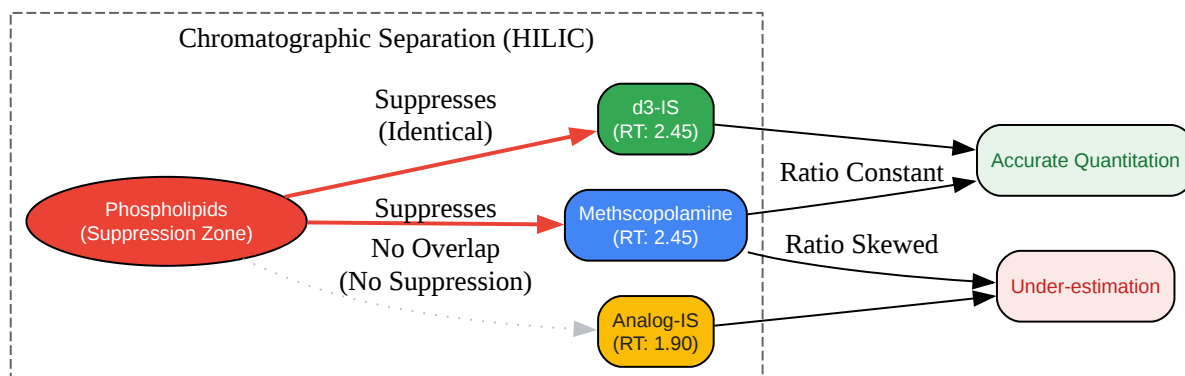 Chromatographic Separation (HILIC)
Suppresses
(Identical)
d3-IS
(RT: 2.45)
Accurate Quantitation
Ratio Constant
Phospholipids
(Suppression Zone)
Suppresses
Methscopolamine
(RT: 2.45)
No Overlap
(No Suppression)
Ratio Skewed
Under-estimation
Analog-IS
(RT: 1.90)